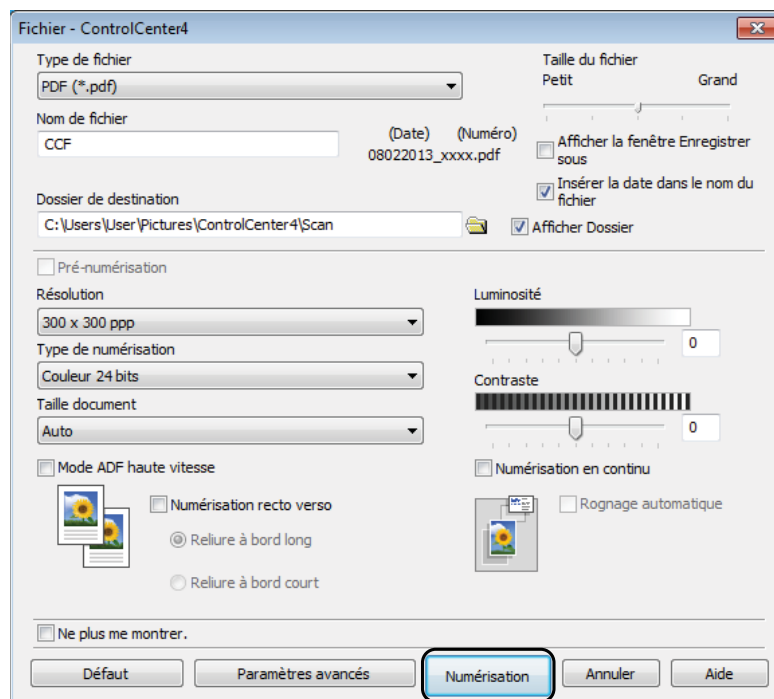 Fichier - ControlCenter4
Type de fichier
PDF (*.pdf)
Taille du fichier
Petit Grand
Nom de fichier
CCF
(Date) (Numéro)
08022013_xxxx.pdf
Afficher la fenêtre Enregistrer
sous
Insérer la date dans le nom du
fichier
Dossier de destination
C:\Users\User\Pictures\ControlCenter4\Scan
Afficher Dossier
Pré-numérisation
Résolution
300 x 300 ppp
Type de numérisation
Couleur 24 bits
Taille document
Auto
Luminosité
0
Contraste
0
Mode ADF haute vitesse
Numérisation recto verso
Reliure à bord long
Reliure à bord court
Numérisation en continu
Rognage automatique
Ne plus me montrer.
Défaut Paramètres avancés Numérisation Annuler Aide